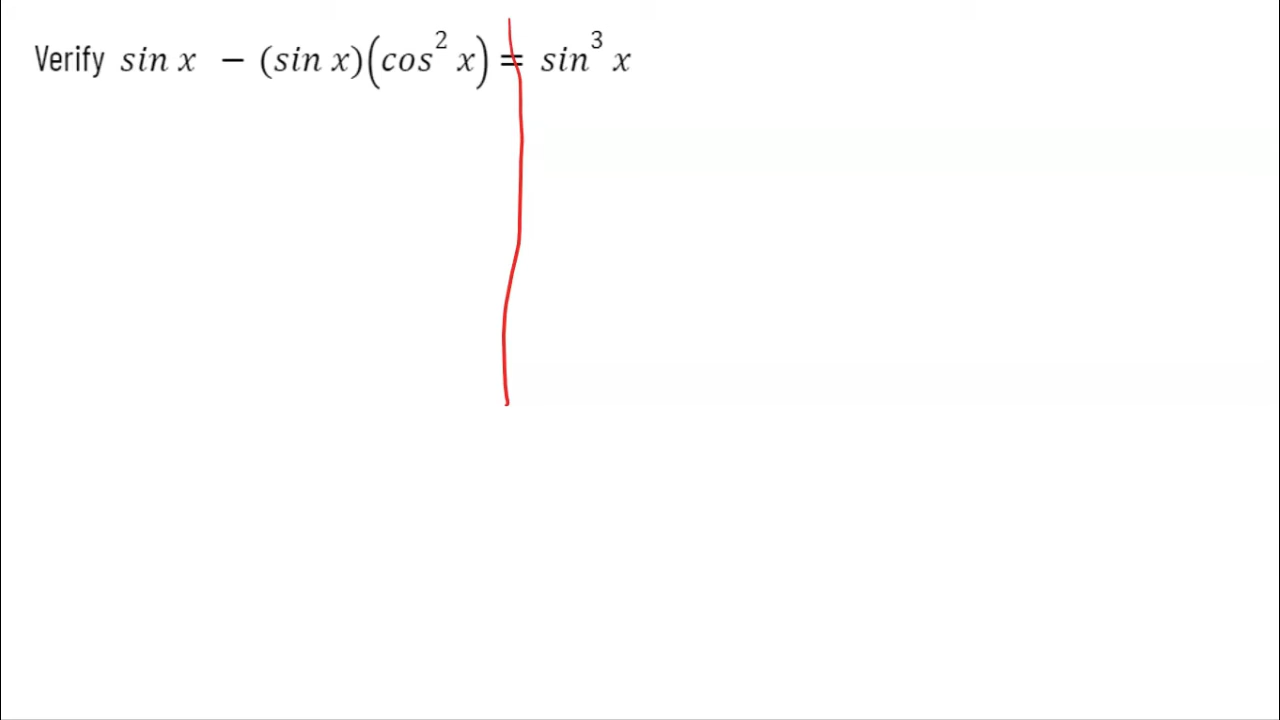 Verify sin x − (sin x)(cos² x) = sin³ x